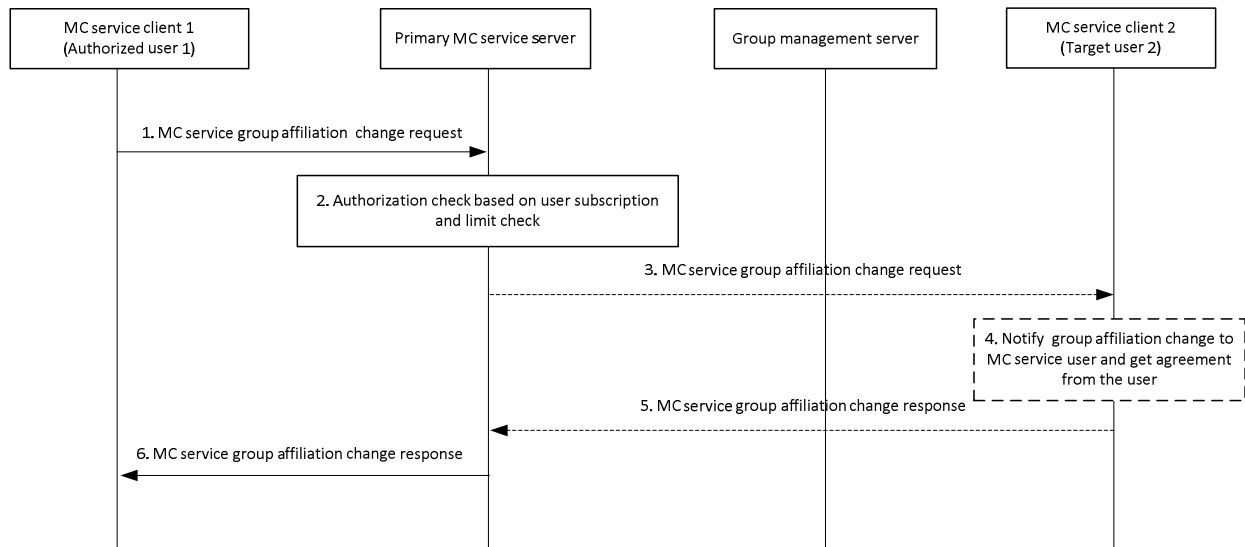 MC service client 1
(Authorized user 1)
Primary MC service server
Group management server
MC service client 2
(Target user 2)
1. MC service group affiliation change request
2. Authorization check based on user subscription
and limit check
3. MC service group affiliation change request
4. Notify group affiliation change to
MC service user and get agreement
from the user
5. MC service group affiliation change response
6. MC service group affiliation change response